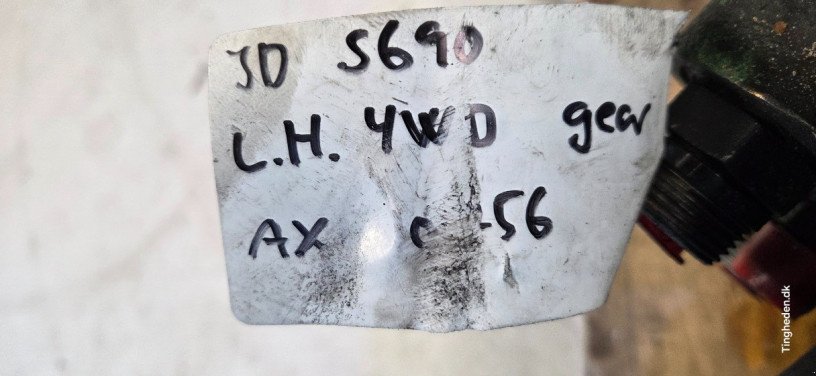 JD S690
L.H. 4WD gear
AX 56
Tingheden.dk